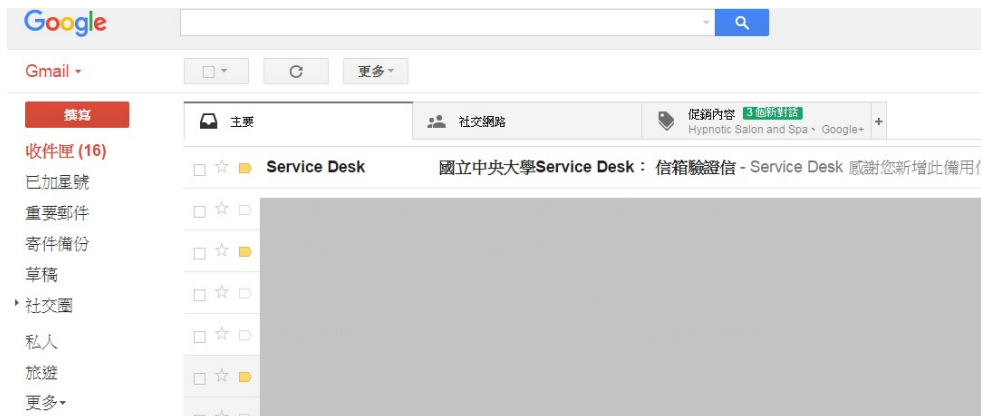 Google
Gmail
更多
撰寫
主要
社交網路
促銷內容 3 個新對話
Hypnotic Salon and Spa、Google+
+
收件匣 (16)
Service Desk 國立中央大學Service Desk： 信箱驗證信 - Service Desk 感謝您新增此備用
已加星號
重要郵件
寄件備份
草稿
社交圈
私人
旅遊
更多